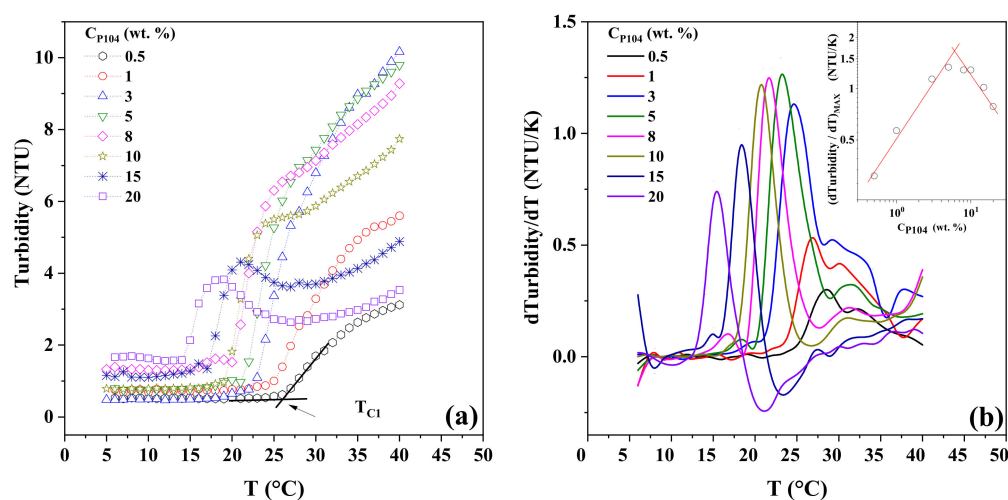 C_P104 (wt. %)
0.5
1
3
5
8
10
15
20
Turbidity (NTU)
10
8
6
4
2
0
T_C1
(a)
0 5 10 15 20 25 30 35 40 45 50
T (°C)
C_P104 (wt. %)
0.5
1
3
5
8
10
15
20
dTurbidity/dT (NTU/K)
1.5
1.0
0.5
0.0
-0.5
(dTurbidity / dT)_MAX (NTU/K)
2
1.5
1
0.5
10^0 10^1
C_P104 (wt. %)
(b)
0 5 10 15 20 25 30 35 40 45 50
T (°C)